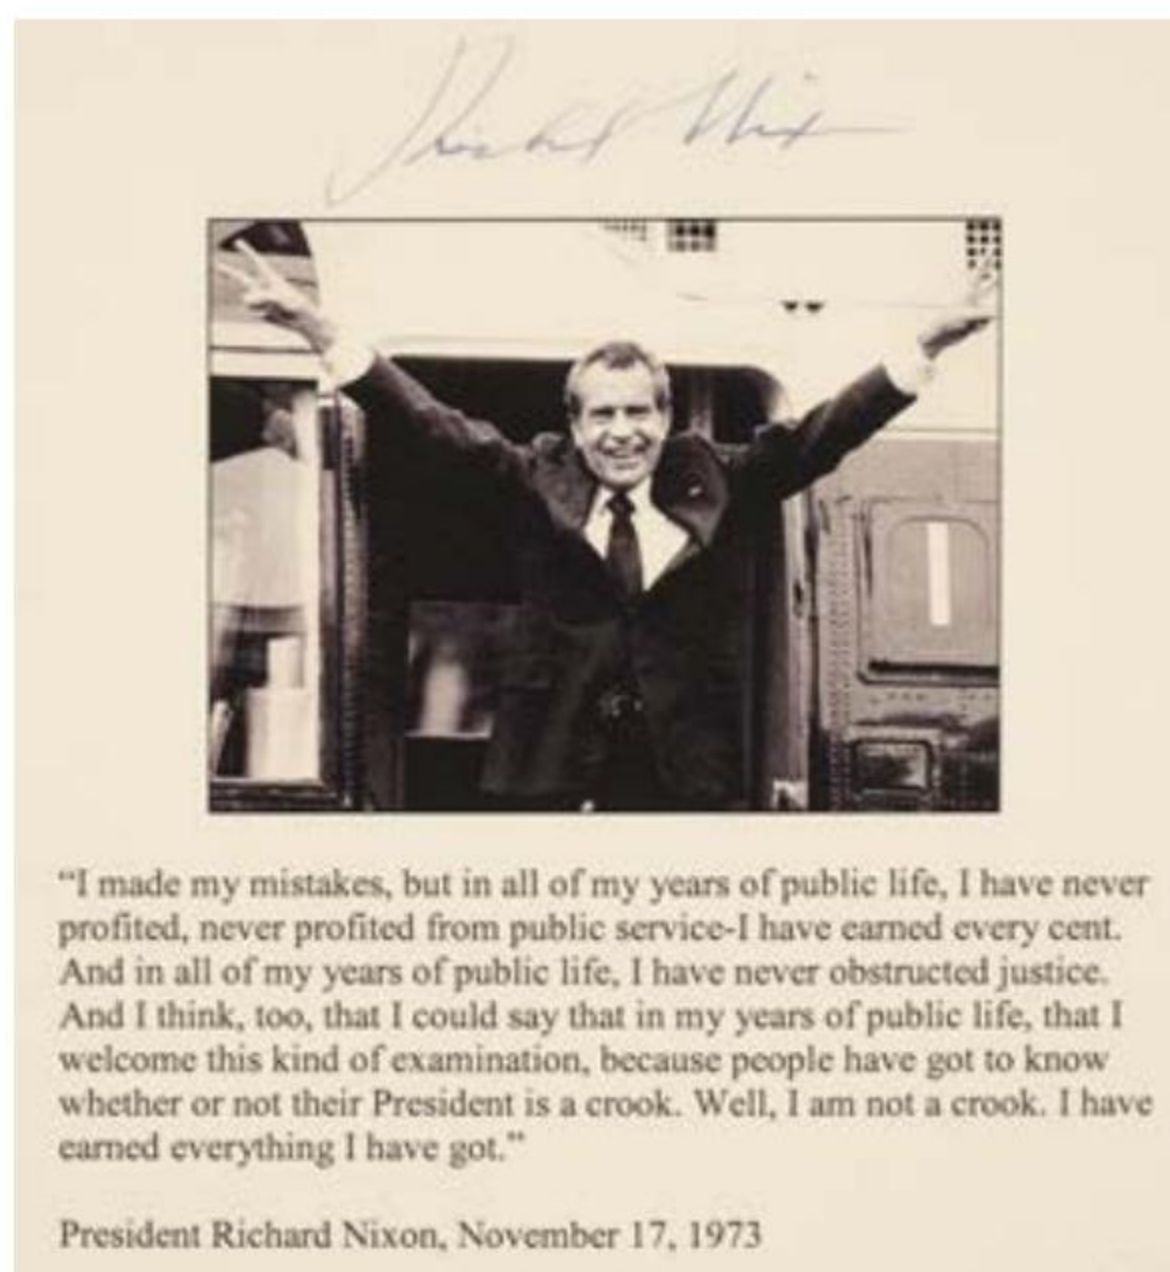 Richard Nixon
“I made my mistakes, but in all of my years of public life, I have never
profited, never profited from public service-I have earned every cent.
And in all of my years of public life, I have never obstructed justice.
And I think, too, that I could say that in my years of public life, that I
welcome this kind of examination, because people have got to know
whether or not their President is a crook. Well, I am not a crook. I have
earned everything I have got.”
President Richard Nixon, November 17, 1973